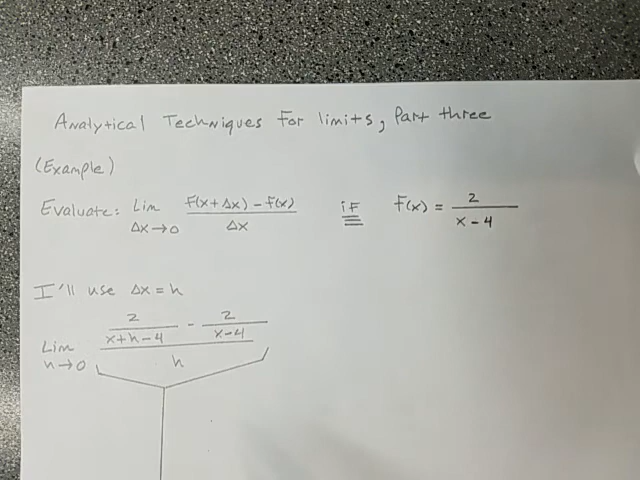 Analytical Techniques For limits, Part three
(Example)
Evaluate: Lim Δx→0 F(x+Δx) – F(x) / Δx if F(x) = 2 / x-4
I'll use Δx = h
Lim h→0 2 / x+h-4 - 2 / x-4 / h